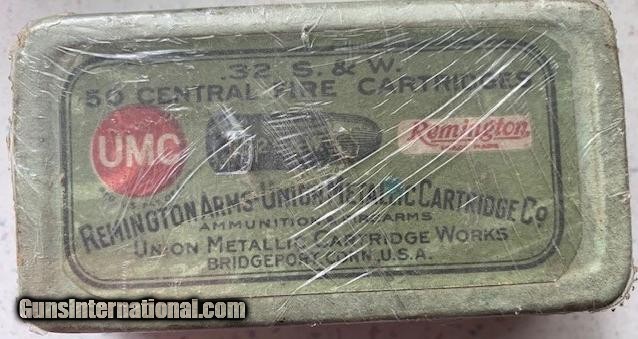 .32 S. & W.
50 CENTRAL FIRE CARTRIDGES
UMC
Remington
REMINGTON ARMS-UNION METALLIC CARTRIDGE CO
AMMUNITION & FIREARMS
UNION METALLIC CARTRIDGE WORKS
BRIDGEPORT, CONN., U.S.A.
GunsInternational.com